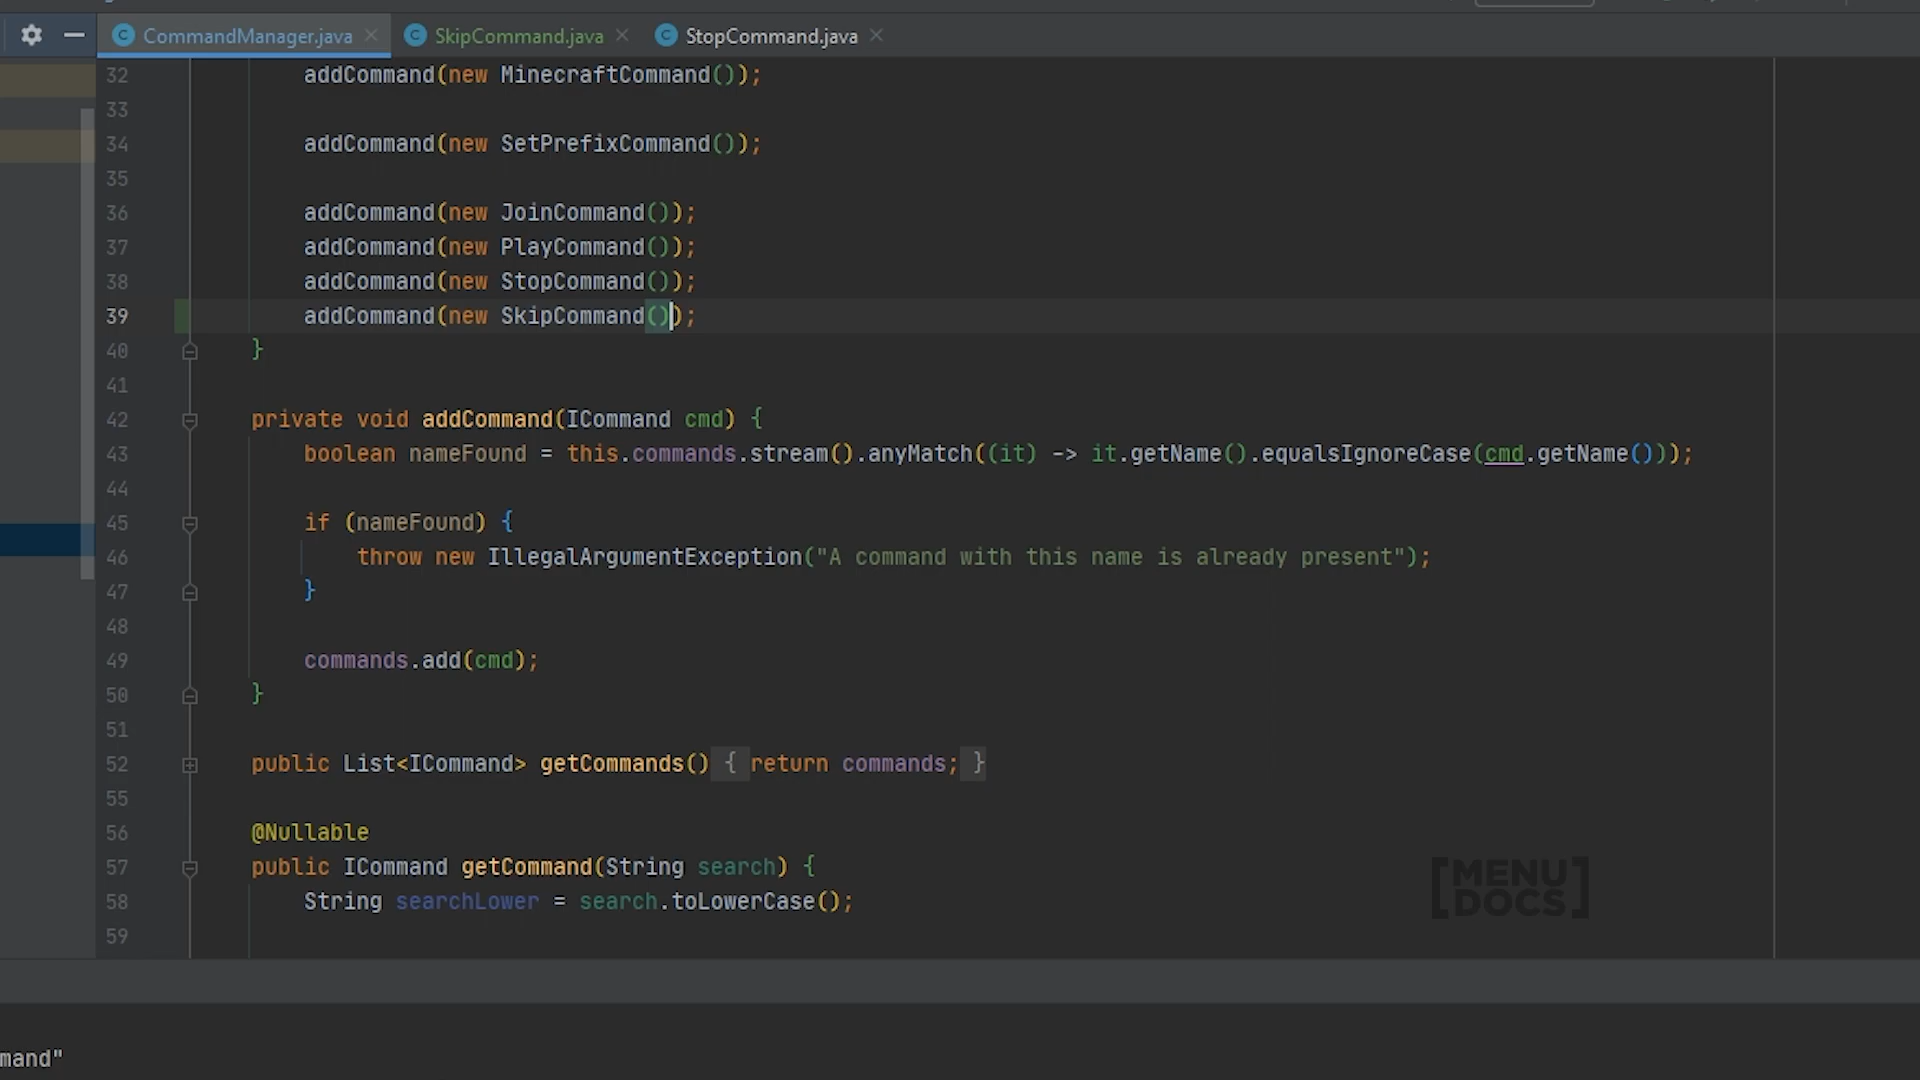 CommandManager.java
SkipCommand.java
StopCommand.java
32 addCommand(new MinecraftCommand());
33
34 addCommand(new SetPrefixCommand());
35
36 addCommand(new JoinCommand());
37 addCommand(new PlayCommand());
38 addCommand(new StopCommand());
39 addCommand(new SkipCommand());
40 }
41
42 private void addCommand(ICommand cmd) {
43 boolean nameFound = this.commands.stream().anyMatch((it) -> it.getName().equalsIgnoreCase(cmd.getName()));
44
45 if (nameFound) {
46 throw new IllegalArgumentException("A command with this name is already present");
47 }
48
49 commands.add(cmd);
50 }
51
52 public List<ICommand> getCommands() { return commands; }
55
56 @Nullable
57 public ICommand getCommand(String search) {
58 String searchLower = search.toLowerCase();
59
[MENU
DOCS]
mand"